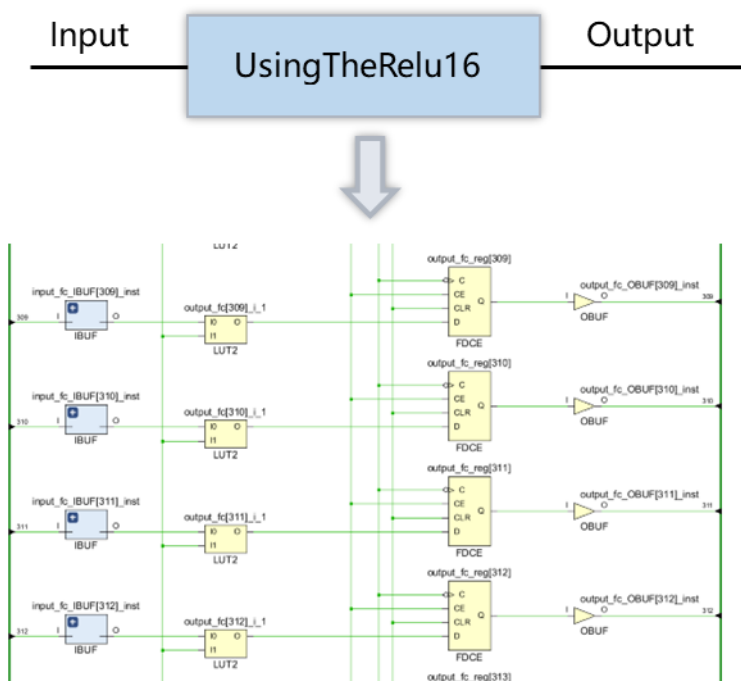 Input
UsingTheRelu16
Output
LUT2
output_fc_reg[309]
input_fc_IBUF[309]_inst
output_fc[309]_i_1
C
CE
CLR
D
Q
FDCE
output_fc_OBUF[309]_inst
309
I
O
IBUF
I0
I1
O
LUT2
I
O
OBUF
309
output_fc_reg[310]
input_fc_IBUF[310]_inst
output_fc[310]_i_1
C
CE
CLR
D
Q
FDCE
output_fc_OBUF[310]_inst
310
I
O
IBUF
I0
I1
O
LUT2
I
O
OBUF
310
output_fc_reg[311]
input_fc_IBUF[311]_inst
output_fc[311]_i_1
C
CE
CLR
D
Q
FDCE
output_fc_OBUF[311]_inst
311
I
O
IBUF
I0
I1
O
LUT2
I
O
OBUF
311
output_fc_reg[312]
input_fc_IBUF[312]_inst
output_fc[312]_i_1
C
CE
CLR
D
Q
FDCE
output_fc_OBUF[312]_inst
312
I
O
IBUF
I0
I1
O
LUT2
I
O
OBUF
312
output_fc_reg[313]